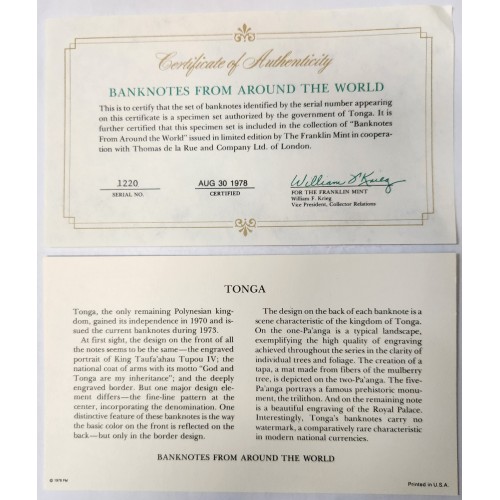 Certificate of Authenticity
BANKNOTES FROM AROUND THE WORLD
This is to certify that the set of banknotes identified by the serial number appearing
on this certificate is a specimen set authorized by the government of Tonga. It is
further certified that this specimen set is included in the collection of "Banknotes
From Around the World" issued in limited edition by The Franklin Mint in coopera-
tion with Thomas de la Rue and Company Ltd. of London.
1220
SERIAL NO.
AUG 30 1978
CERTIFIED
William F. Krieg
FOR THE FRANKLIN MINT
William F. Krieg
Vice President, Collector Relations
TONGA
Tonga, the only remaining Polynesian king-
dom, gained its independence in 1970 and is-
sued the current banknotes during 1973.
At first sight, the design on the front of all
the notes seems to be the same—the engraved
portrait of King Taufa'ahau Tupou IV; the
national coat of arms with its motto "God and
Tonga are my inheritance"; and the deeply
engraved border. But one major design ele-
ment differs—the fine-line pattern at the
center, incorporating the denomination. One
distinctive feature of these banknotes is the way
the basic color on the front is reflected on the
back—but only in the border design.
The design on the back of each banknote is a
scene characteristic of the kingdom of Tonga.
On the one-Pa'anga is a typical landscape,
exemplifying the high quality of engraving
achieved throughout the series in the clarity of
individual trees and foliage. The creation of a
tapa, a mat made from fibers of the mulberry
tree, is depicted on the two-Pa'anga. The five-
Pa'anga portrays a famous prehistoric monu-
ment, the trilithon. And on the remaining note
is a beautiful engraving of the Royal Palace.
Interestingly, Tonga's banknotes carry no
watermark, a comparatively rare characteristic
in modern national currencies.
BANKNOTES FROM AROUND THE WORLD
© 1978 FM
Printed in U.S.A.